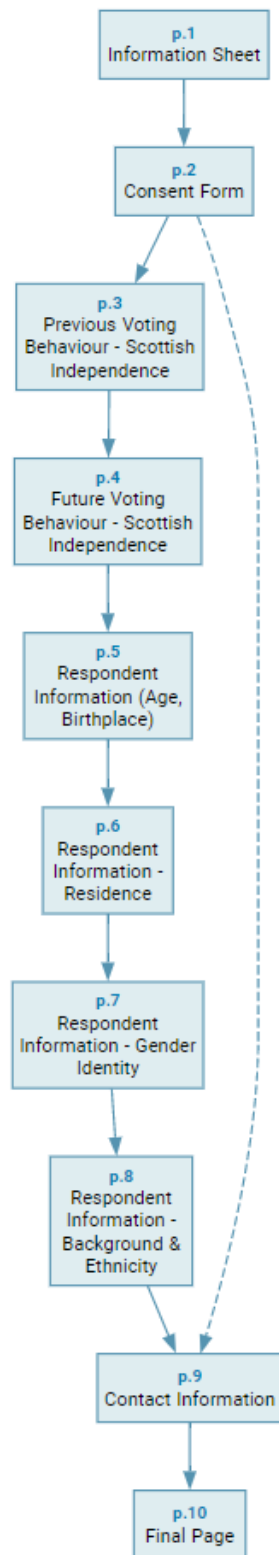 p.1
Information Sheet
p.2
Consent Form
p.3
Previous Voting
Behaviour - Scottish
Independence
p.4
Future Voting
Behaviour - Scottish
Independence
p.5
Respondent
Information (Age,
Birthplace)
p.6
Respondent
Information -
Residence
p.7
Respondent
Information - Gender
Identity
p.8
Respondent
Information -
Background &
Ethnicity
p.9
Contact Information
p.10
Final Page